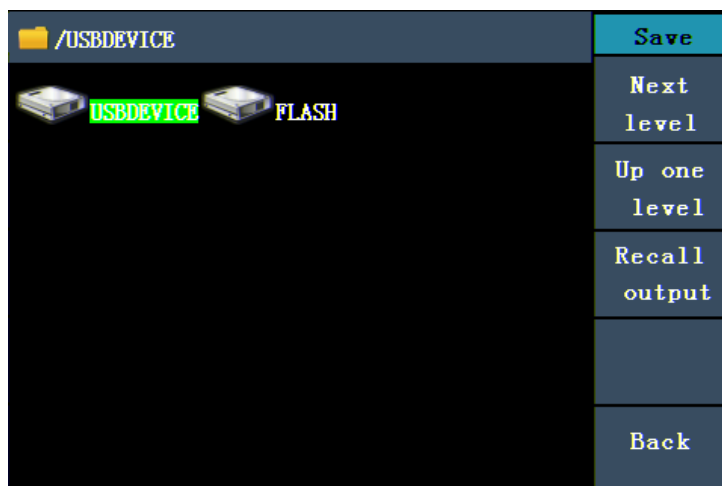 /USBDEVICE
USBDEVICE FLASH
Save
Next
level
Up one
level
Recall
output
Back